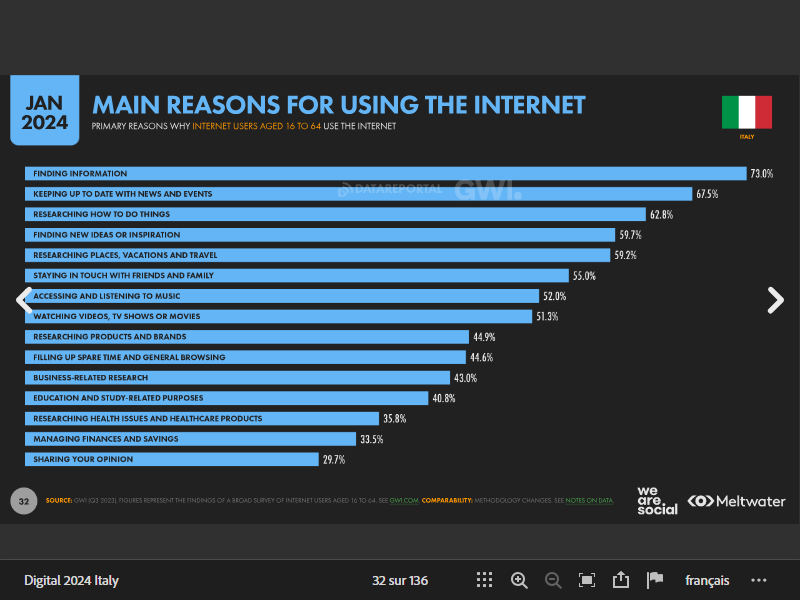 JAN
2024
MAIN REASONS FOR USING THE INTERNET
PRIMARY REASONS WHY INTERNET USERS AGED 16 TO 64 USE THE INTERNET
ITALY
FINDING INFORMATION 73.0%
DATAREPORTAL GWI.
KEEPING UP TO DATE WITH NEWS AND EVENTS 67.5%
RESEARCHING HOW TO DO THINGS 62.8%
FINDING NEW IDEAS OR INSPIRATION 59.7%
RESEARCHING PLACES, VACATIONS AND TRAVEL 59.2%
STAYING IN TOUCH WITH FRIENDS AND FAMILY 55.0%
ACCESSING AND LISTENING TO MUSIC 52.0%
WATCHING VIDEOS, TV SHOWS OR MOVIES 51.3%
RESEARCHING PRODUCTS AND BRANDS 44.9%
FILLING UP SPARE TIME AND GENERAL BROWSING 44.6%
BUSINESS-RELATED RESEARCH 43.0%
EDUCATION AND STUDY-RELATED PURPOSES 40.8%
RESEARCHING HEALTH ISSUES AND HEALTHCARE PRODUCTS 35.8%
MANAGING FINANCES AND SAVINGS 33.5%
SHARING YOUR OPINION 29.7%
32
SOURCE: GWI (Q3 2023). FIGURES REPRESENT THE FINDINGS OF A BROAD SURVEY OF INTERNET USERS AGED 16 TO 64. SEE GWI.COM. COMPARABILITY: METHODOLOGY CHANGES. SEE NOTES ON DATA.
we
are.
social
Meltwater
Digital 2024 Italy
32 sur 136
français